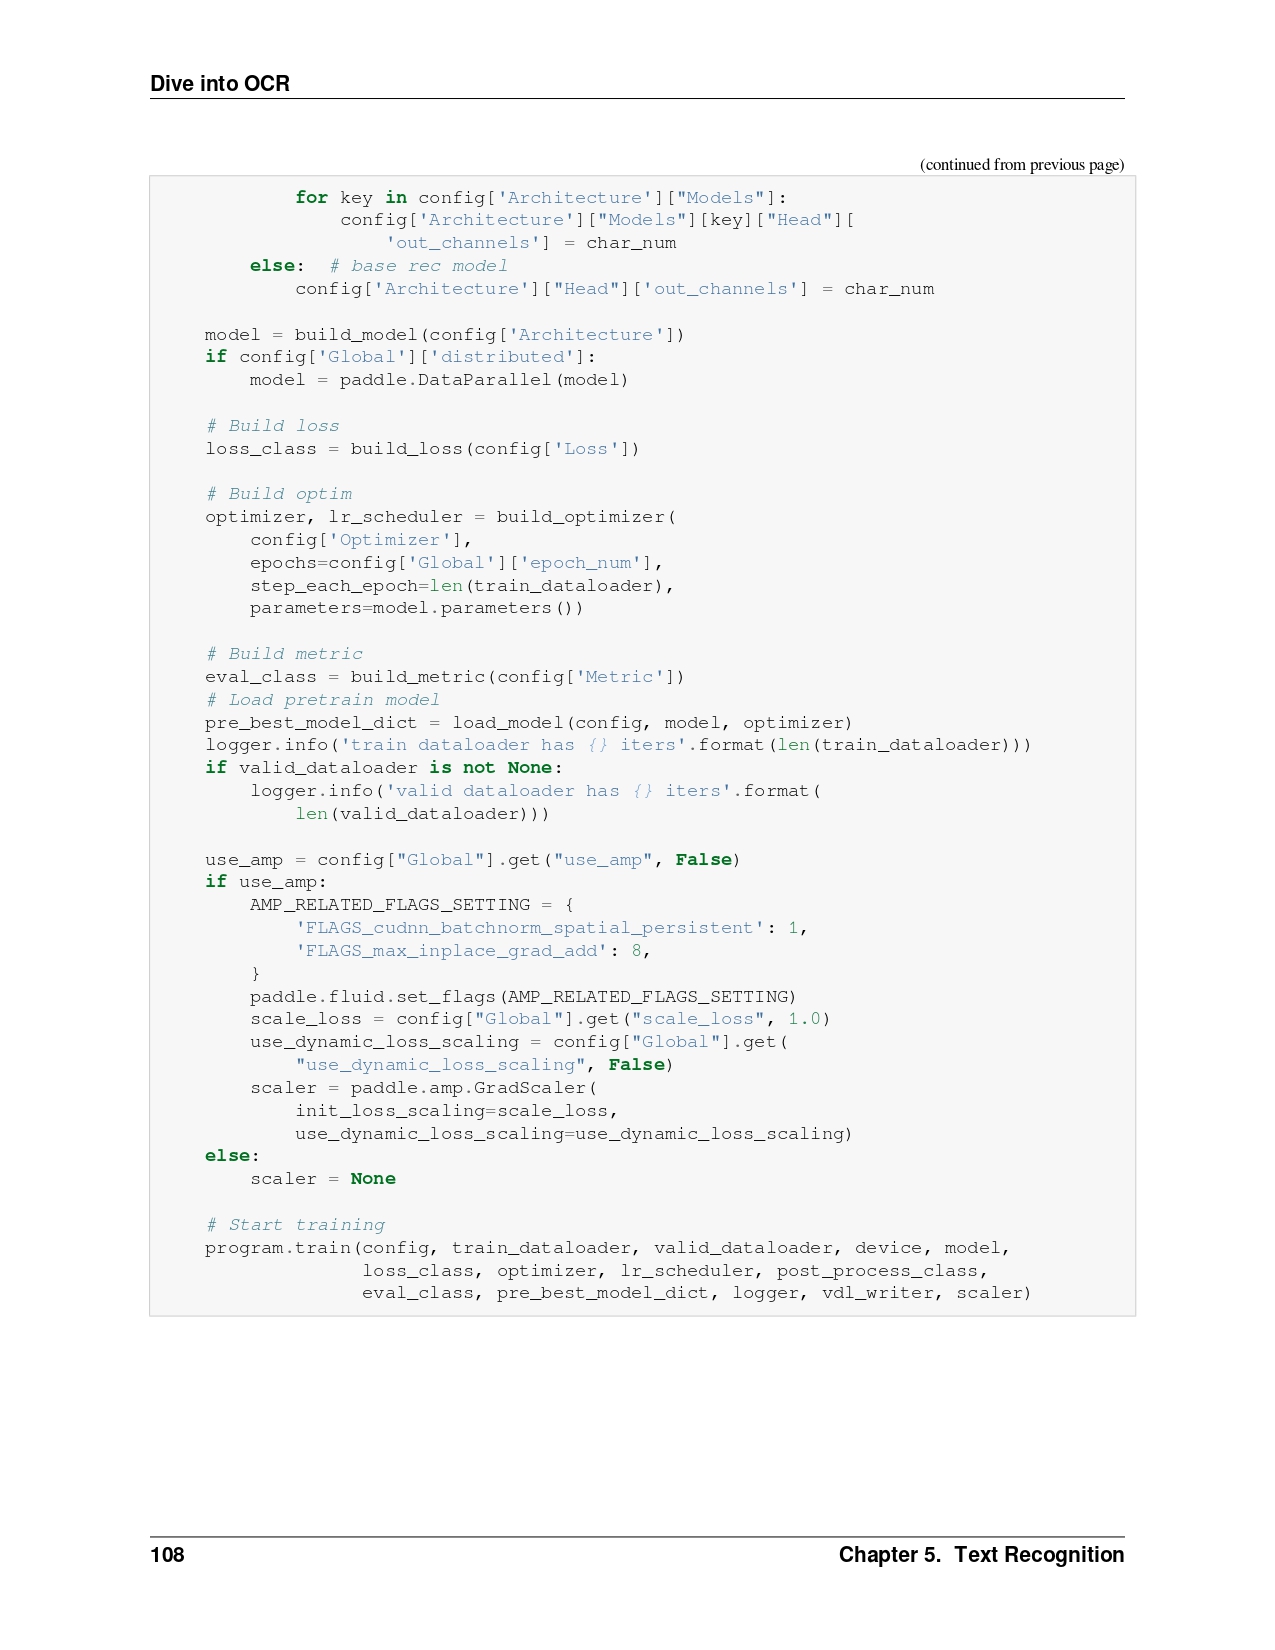 Dive into OCR
(continued from previous page)
            for key in config['Architecture']["Models"]:
                config['Architecture']["Models"][key]["Head"][
                    'out_channels'] = char_num
        else:  # base rec model
            config['Architecture']["Head"]['out_channels'] = char_num

    model = build_model(config['Architecture'])
    if config['Global']['distributed']:
        model = paddle.DataParallel(model)

    # Build loss
    loss_class = build_loss(config['Loss'])

    # Build optim
    optimizer, lr_scheduler = build_optimizer(
        config['Optimizer'],
        epochs=config['Global']['epoch_num'],
        step_each_epoch=len(train_dataloader),
        parameters=model.parameters())

    # Build metric
    eval_class = build_metric(config['Metric'])
    # Load pretrain model
    pre_best_model_dict = load_model(config, model, optimizer)
    logger.info('train dataloader has {} iters'.format(len(train_dataloader)))
    if valid_dataloader is not None:
        logger.info('valid dataloader has {} iters'.format(
            len(valid_dataloader)))

    use_amp = config["Global"].get("use_amp", False)
    if use_amp:
        AMP_RELATED_FLAGS_SETTING = {
            'FLAGS_cudnn_batchnorm_spatial_persistent': 1,
            'FLAGS_max_inplace_grad_add': 8,
        }
        paddle.fluid.set_flags(AMP_RELATED_FLAGS_SETTING)
        scale_loss = config["Global"].get("scale_loss", 1.0)
        use_dynamic_loss_scaling = config["Global"].get(
            "use_dynamic_loss_scaling", False)
        scaler = paddle.amp.GradScaler(
            init_loss_scaling=scale_loss,
            use_dynamic_loss_scaling=use_dynamic_loss_scaling)
    else:
        scaler = None

    # Start training
    program.train(config, train_dataloader, valid_dataloader, device, model,
                  loss_class, optimizer, lr_scheduler, post_process_class,
                  eval_class, pre_best_model_dict, logger, vdl_writer, scaler)
108
Chapter 5. Text Recognition